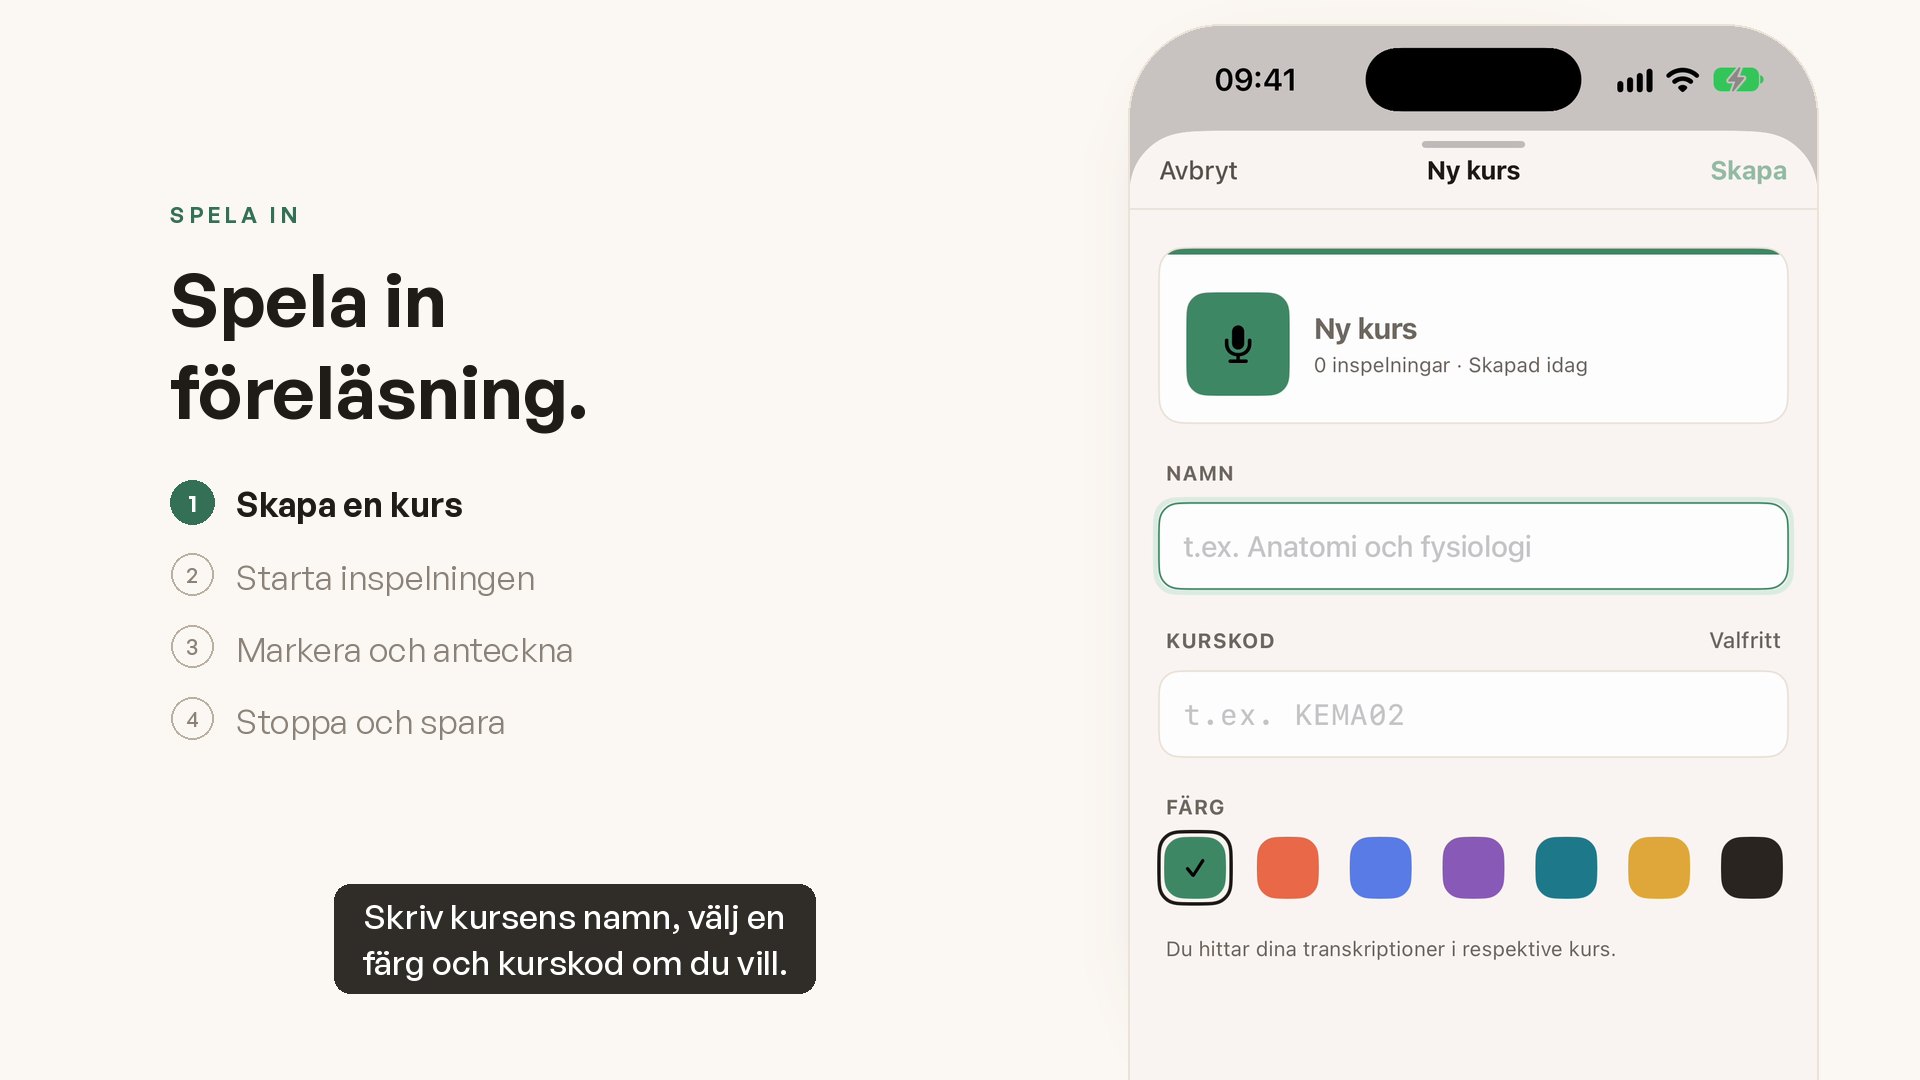 SPELA IN
Spela in
föreläsning.
1 Skapa en kurs
2 Starta inspelningen
3 Markera och anteckna
4 Stoppa och spara
Skriv kursens namn, välj en
färg och kurskod om du vill.
09:41
Avbryt Ny kurs Skapa
Ny kurs
0 inspelningar · Skapad idag
NAMN
t.ex. Anatomi och fysiologi
KURSKOD Valfritt
t.ex. KEMA02
FÄRG
Du hittar dina transkriptioner i respektive kurs.